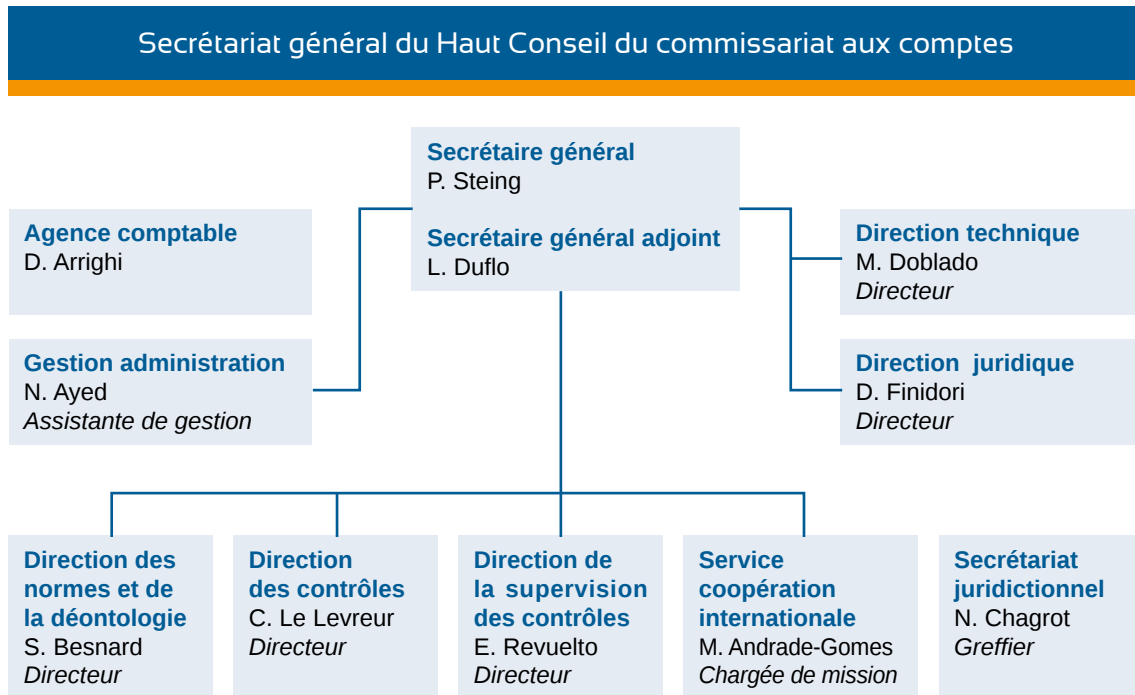 Secrétariat général du Haut Conseil du commissariat aux comptes
Secrétaire général
P. Steing
Secrétaire général adjoint
L. Duflo
Agence comptable
D. Arrighi
Direction technique
M. Doblado
Directeur
Gestion administration
N. Ayed
Assistante de gestion
Direction juridique
D. Finidori
Directeur
Direction des
normes et de
la déontologie
S. Besnard
Directeur
Direction
des contrôles
C. Le Levreur
Directeur
Direction de
la supervision
des contrôles
E. Revuelto
Directeur
Service
coopération
internationale
M. Andrade-Gomes
Chargée de mission
Secrétariat
juridictionnel
N. Chagrot
Greffier